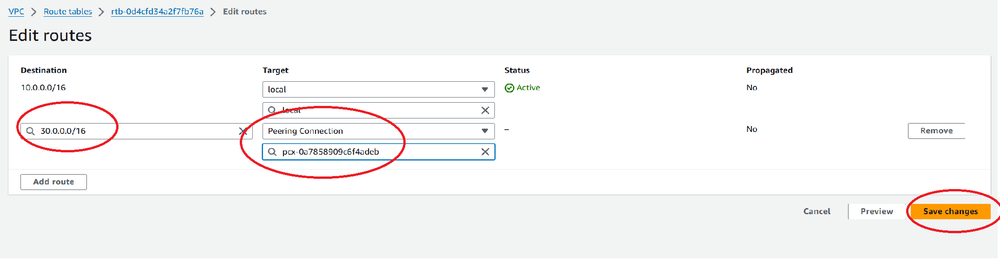 VPC > Route tables > rtb-0d4cfd34a2f7fb76a > Edit routes
Edit routes
Destination Target Status Propagated
10.0.0.0/16 local Active No
local
30.0.0.0/16 Peering Connection – No Remove
pcx-0a7858909c6f4adeb
Add route
Cancel Preview Save changes